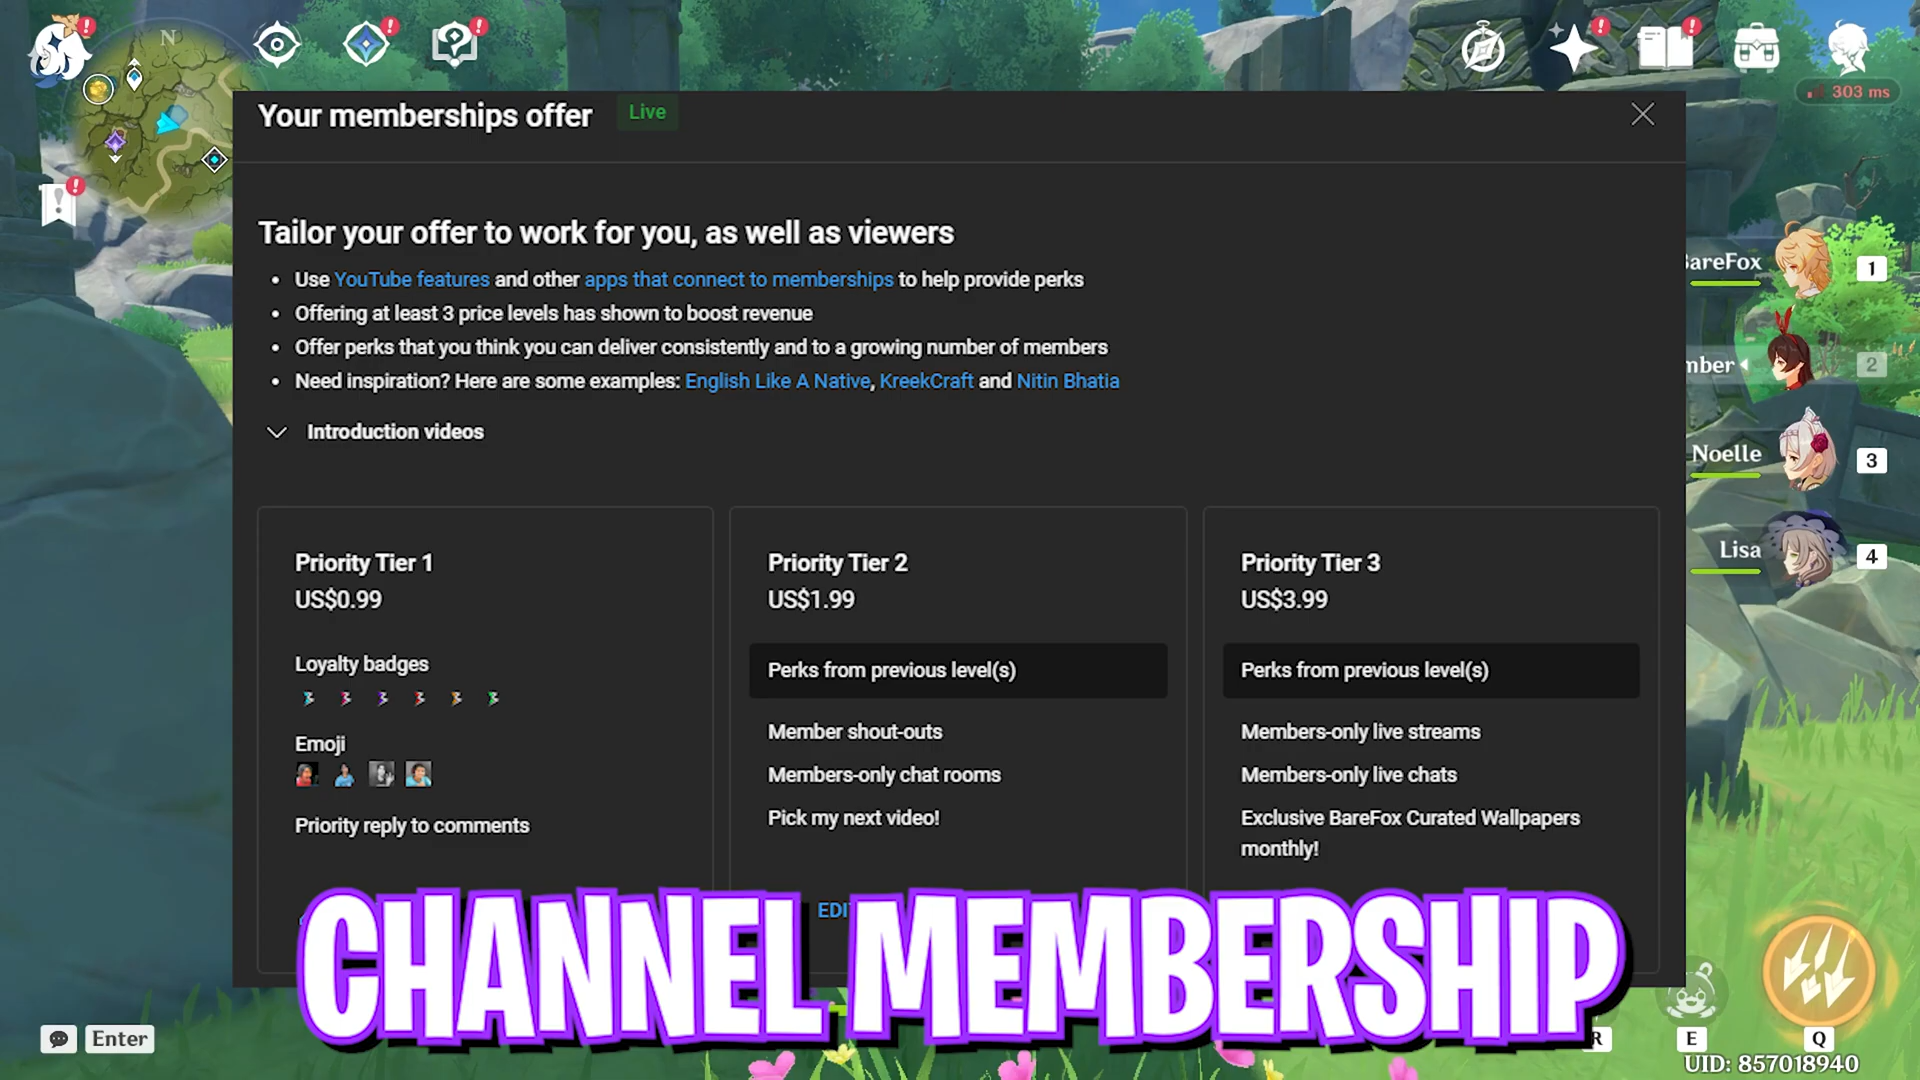 N
303 ms
Your memberships offer
Live
Tailor your offer to work for you, as well as viewers
Use YouTube features and other apps that connect to memberships to help provide perks
Offering at least 3 price levels has shown to boost revenue
Offer perks that you think you can deliver consistently and to a growing number of members
Need inspiration? Here are some examples: English Like A Native, KreekCraft and Nitin Bhatia
Introduction videos
BareFox
1
mber
2
Noelle
3
Lisa
4
Priority Tier 1
US$0.99
Loyalty badges
Emoji
Priority reply to comments
Priority Tier 2
US$1.99
Perks from previous level(s)
Member shout-outs
Members-only chat rooms
Pick my next video!
EDIT
Priority Tier 3
US$3.99
Perks from previous level(s)
Members-only live streams
Members-only live chats
Exclusive BareFox Curated Wallpapers
monthly!
CHANNEL MEMBERSHIP
Enter
R
E
Q
UID: 857018940